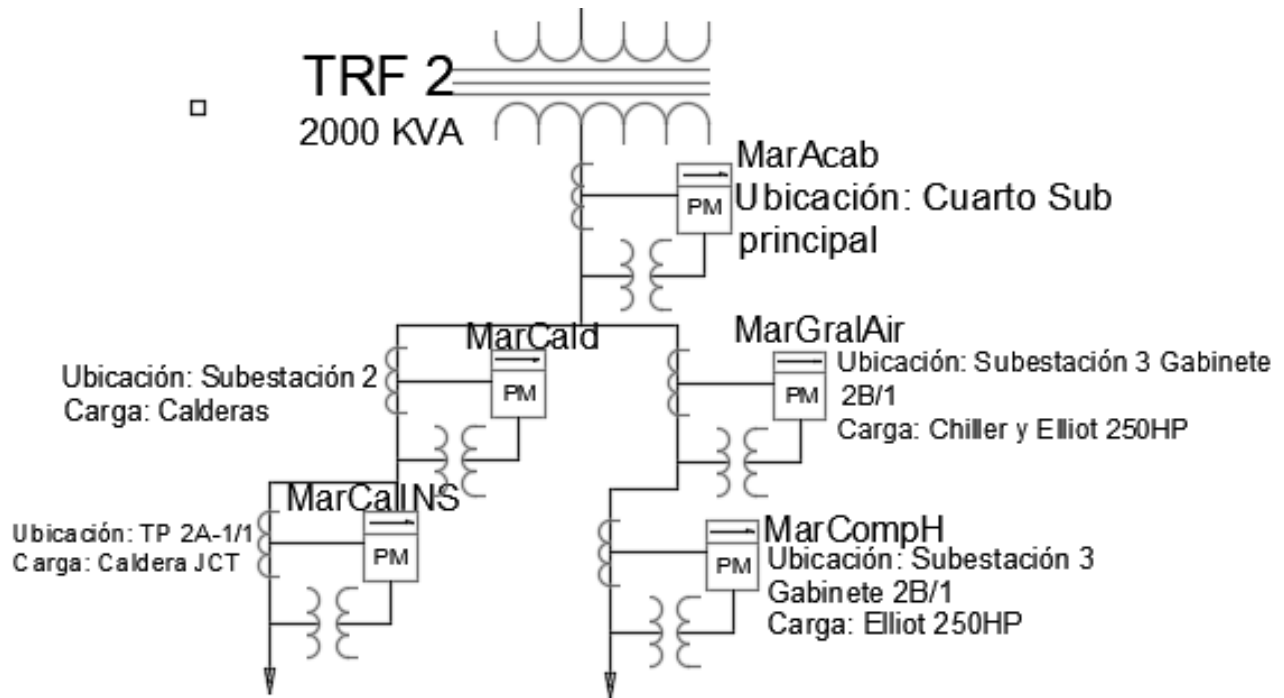 TRF 2
2000 KVA
MarAcab
Ubicación: Cuarto Sub
principal
PM
MarCald
PM
Ubicación: Subestación 2
Carga: Calderas
MarGralAir
PM
Ubicación: Subestación 3 Gabinete
2B/1
Carga: Chiller y Elliot 250HP
MarCalINS
PM
Ubicación: TP 2A-1/1
Carga: Caldera JCT
MarCompH
PM
Ubicación: Subestación 3
Gabinete 2B/1
Carga: Elliot 250HP